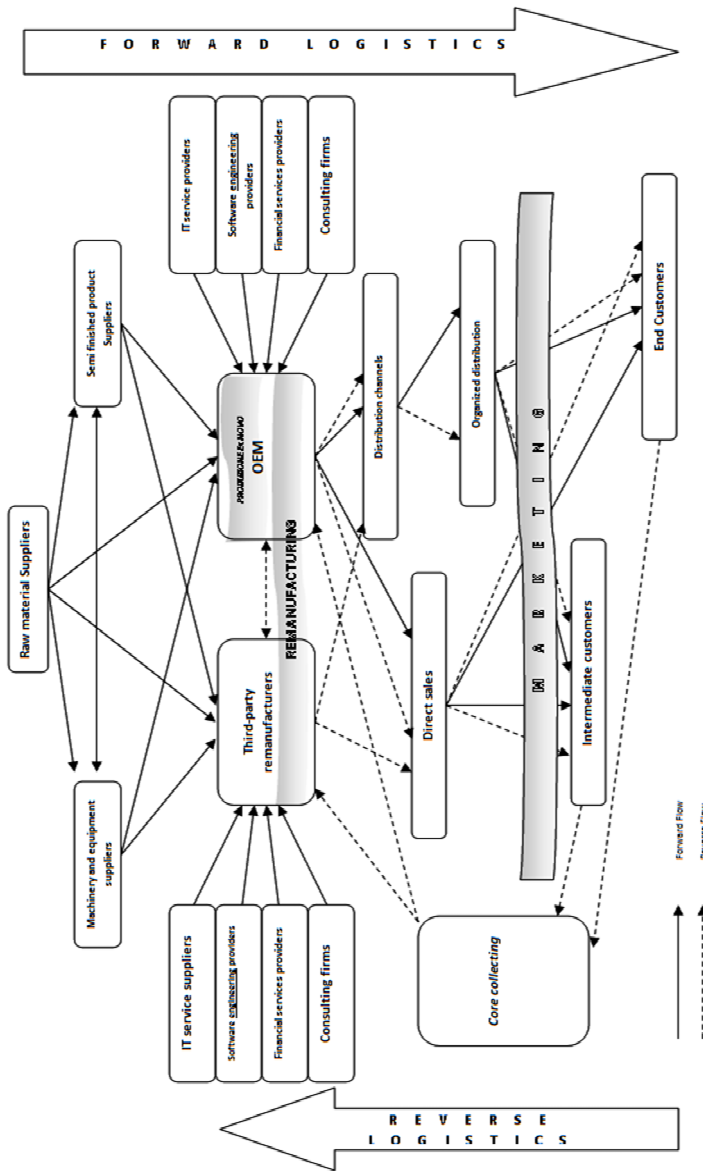 FORWARD LOGISTICS
Raw material Suppliers
Machinery and equipment
suppliers
Semi finished product
Suppliers
IT service suppliers
Software engineering providers
Financial services providers
Consulting firms
Third-party
remanufacturers
PRODUZIONE EX NOVO
OEM
REMANUFACTURING
IT service providers
Software engineering
providers
Financial services providers
Consulting firms
Direct sales
Distribution channels
Organized distribution
MARKETING
Core collecting
Intermediate customers
End Customers
Forward Flow
REVERSE
LOGISTICS